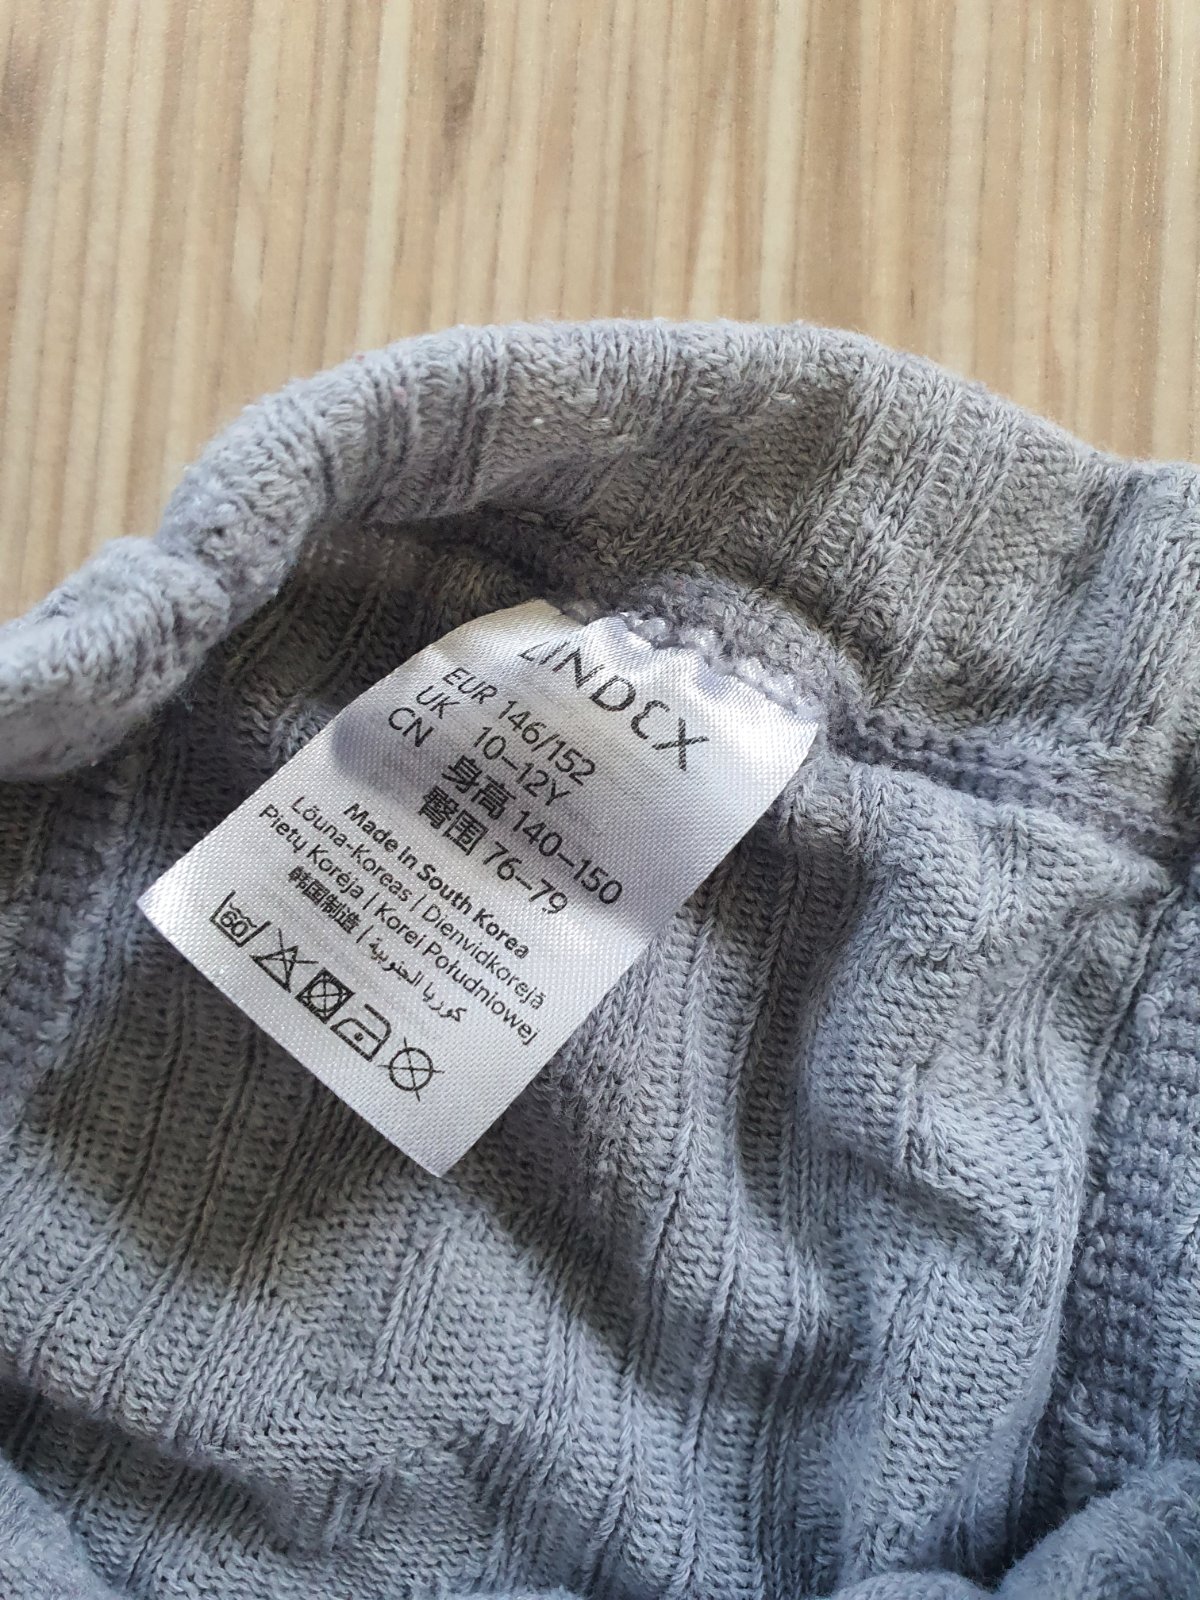 LINDEX
EUR 146/152
UK 10–12Y
CN 身高 140–150
臀围 76–79
Made in South Korea
Lõuna-Koreas | Dienvidkorejā
Pietų Korėja | Korei Południowej
韩国制造 | كوريا الجنوبية
60